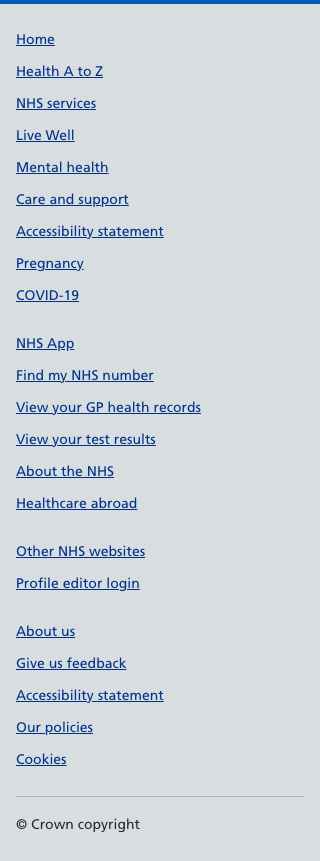 Home
Health A to Z
NHS services
Live Well
Mental health
Care and support
Accessibility statement
Pregnancy
COVID-19
NHS App
Find my NHS number
View your GP health records
View your test results
About the NHS
Healthcare abroad
Other NHS websites
Profile editor login
About us
Give us feedback
Accessibility statement
Our policies
Cookies
© Crown copyright